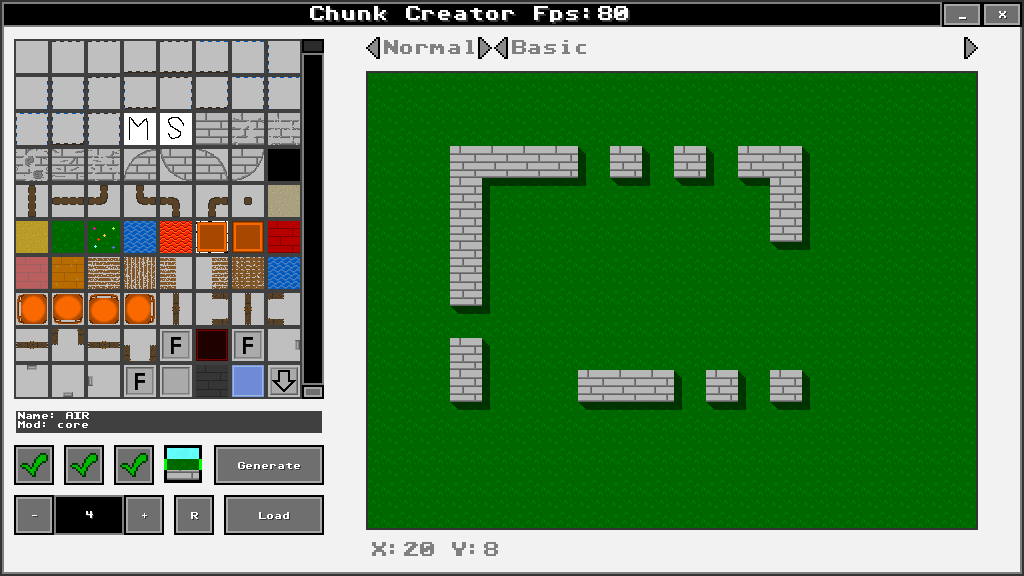 Chunk Creator Fps:80
Normal Basic
M S
F F
F
Name: AIR
Mod: core
Generate
- 4 + R Load
X:20 Y:8